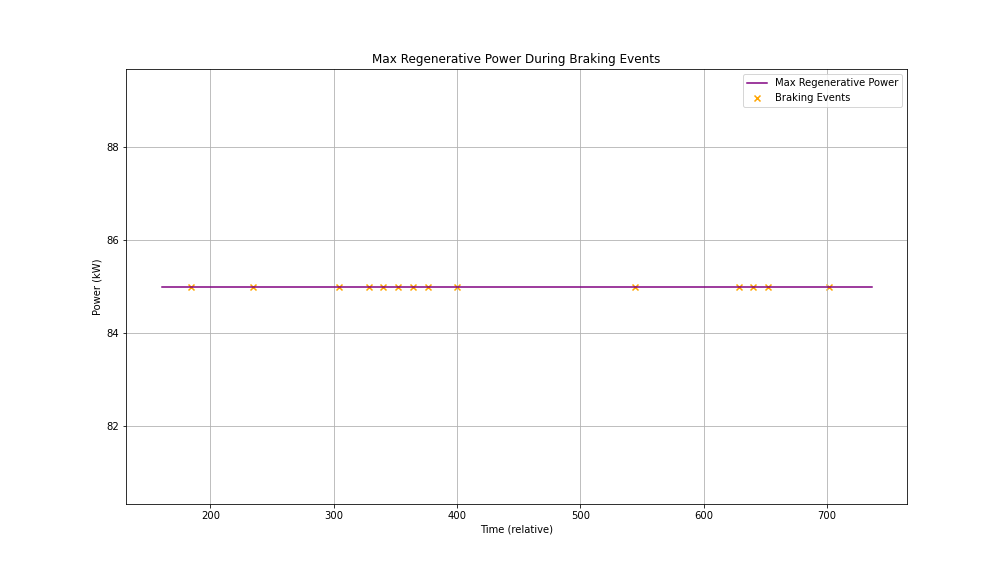 Max Regenerative Power During Braking Events
Max Regenerative Power
Braking Events
88
86
84
82
Power (kW)
200 300 400 500 600 700
Time (relative)